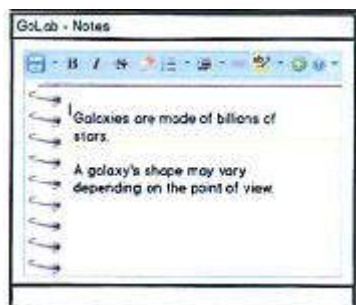 GoLab - Notes
B I S
Galaxies are made of billions of
stars.
A galaxy's shape may vary
depending on the point of view.